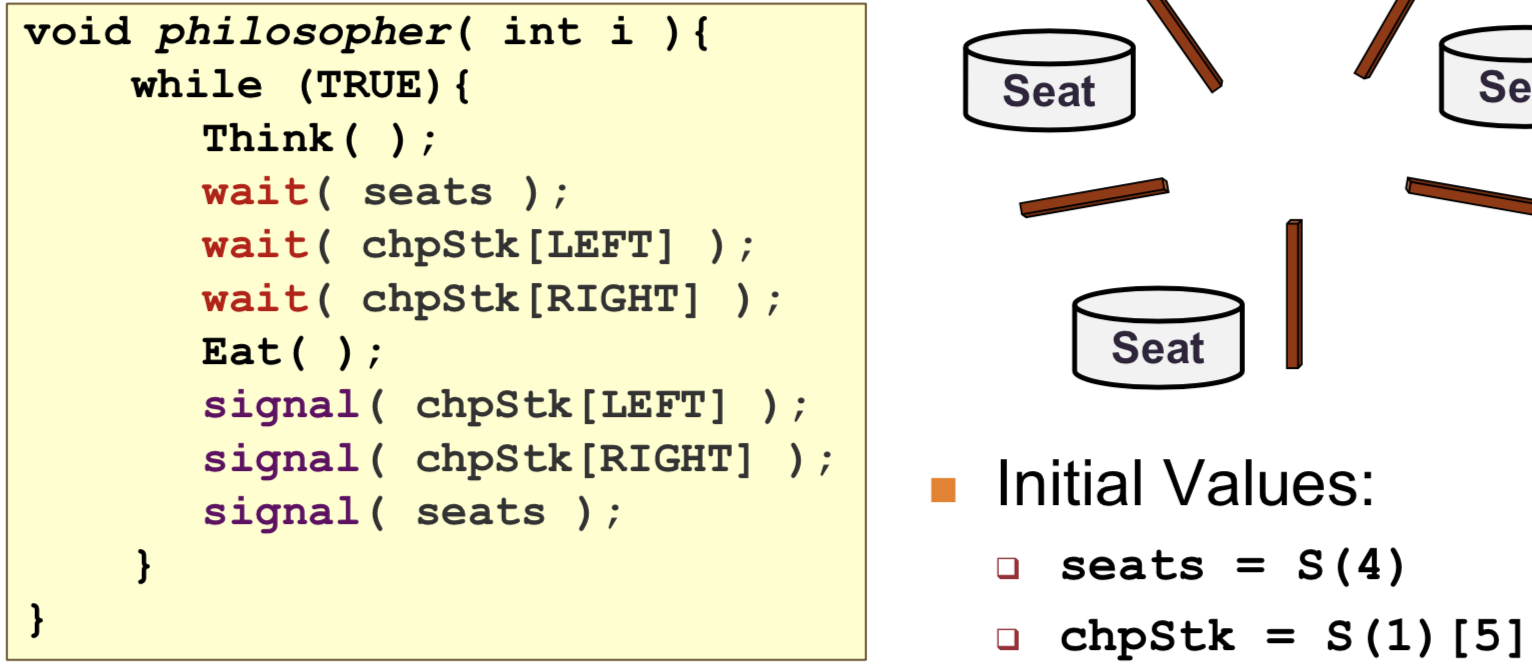 void philosopher( int i ){
while (TRUE){
Think( );
wait( seats );
wait( chpStk[LEFT] );
wait( chpStk[RIGHT] );
Eat( );
signal( chpStk[LEFT] );
signal( chpStk[RIGHT] );
signal( seats );
}
}
Seat
Se
Seat
Initial Values:
seats = S(4)
chpStk = S(1)[5]